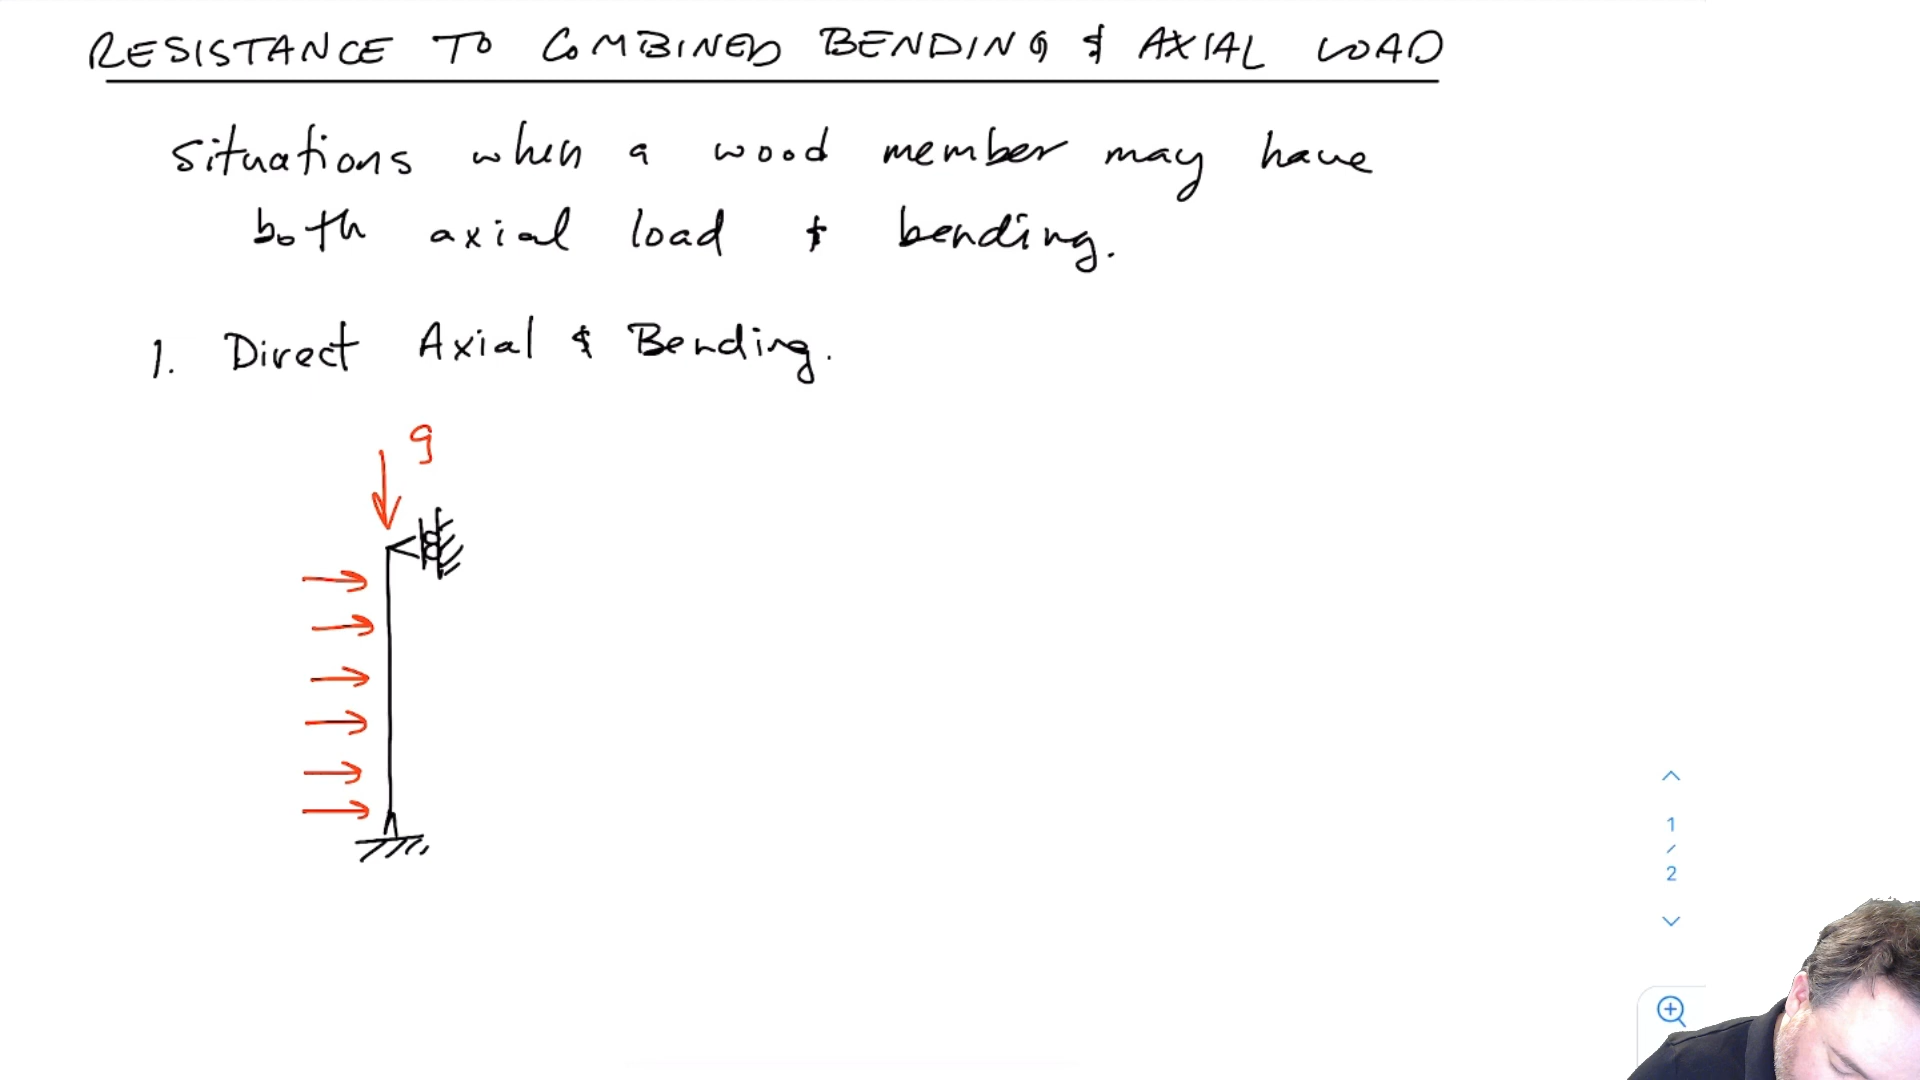 RESISTANCE TO COMBINED BENDING & AXIAL LOAD
situations when a wood member may have
both axial load & bending.
1. Direct Axial & Bending.
g
1
/
2